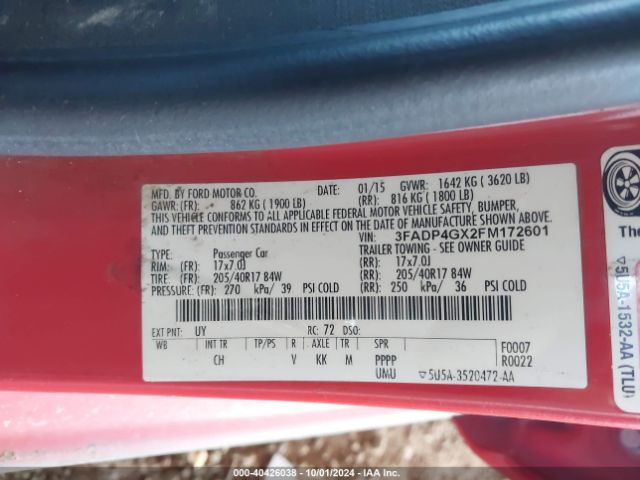 MFD. BY FORD MOTOR CO. DATE: 01/15 GVWR: 1642 KG ( 3620 LB)
GAWR: (FR) 862 KG ( 1900 LB) (RR): 816 KG ( 1800 LB)
THIS VEHICLE CONFORMS TO ALL APPLICABLE FEDERAL MOTOR VEHICLE SAFETY, BUMPER,
AND THEFT PREVENTION STANDARDS IN EFFECT ON THE DATE OF MANUFACTURE SHOWN ABOVE.
VIN: 3FADP4GX2FM172601
TYPE: Passenger Car TRAILER TOWING -- SEE OWNER GUIDE
RIM: (FR) 17x7.0J (RR) 17x7.0J
TIRE: (FR) 205/40R17 84W (RR) 205/40R17 84W
PRESSURE: (FR) 270 kPa/ 39 PSI COLD (RR) 250 kPa/ 36 PSI COLD
EXT PNT: UY RC: 72 DSO:
WB INT TR TP/PS R AXLE TR SPR F0007
CH V KK M PPPP R0022
UMU ▽5U5A-3520472-AA
▽5U5A-1532-AA (TLU)
000-40426038 - 10/01/2024 - IAA Inc.